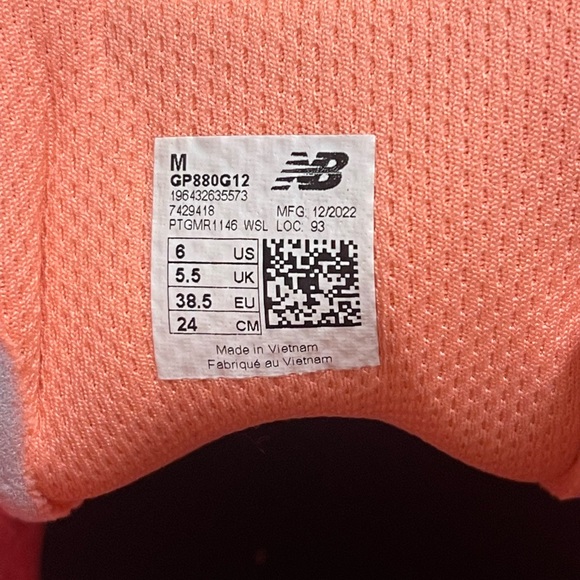 M
NB
GP880G12
196432635573
7429418 MFG: 12/2022
PTGMR1146 WSL LOC: 93
6 US
5.5 UK
38.5 EU
24 CM
Made in Vietnam
Fabriqué au Vietnam